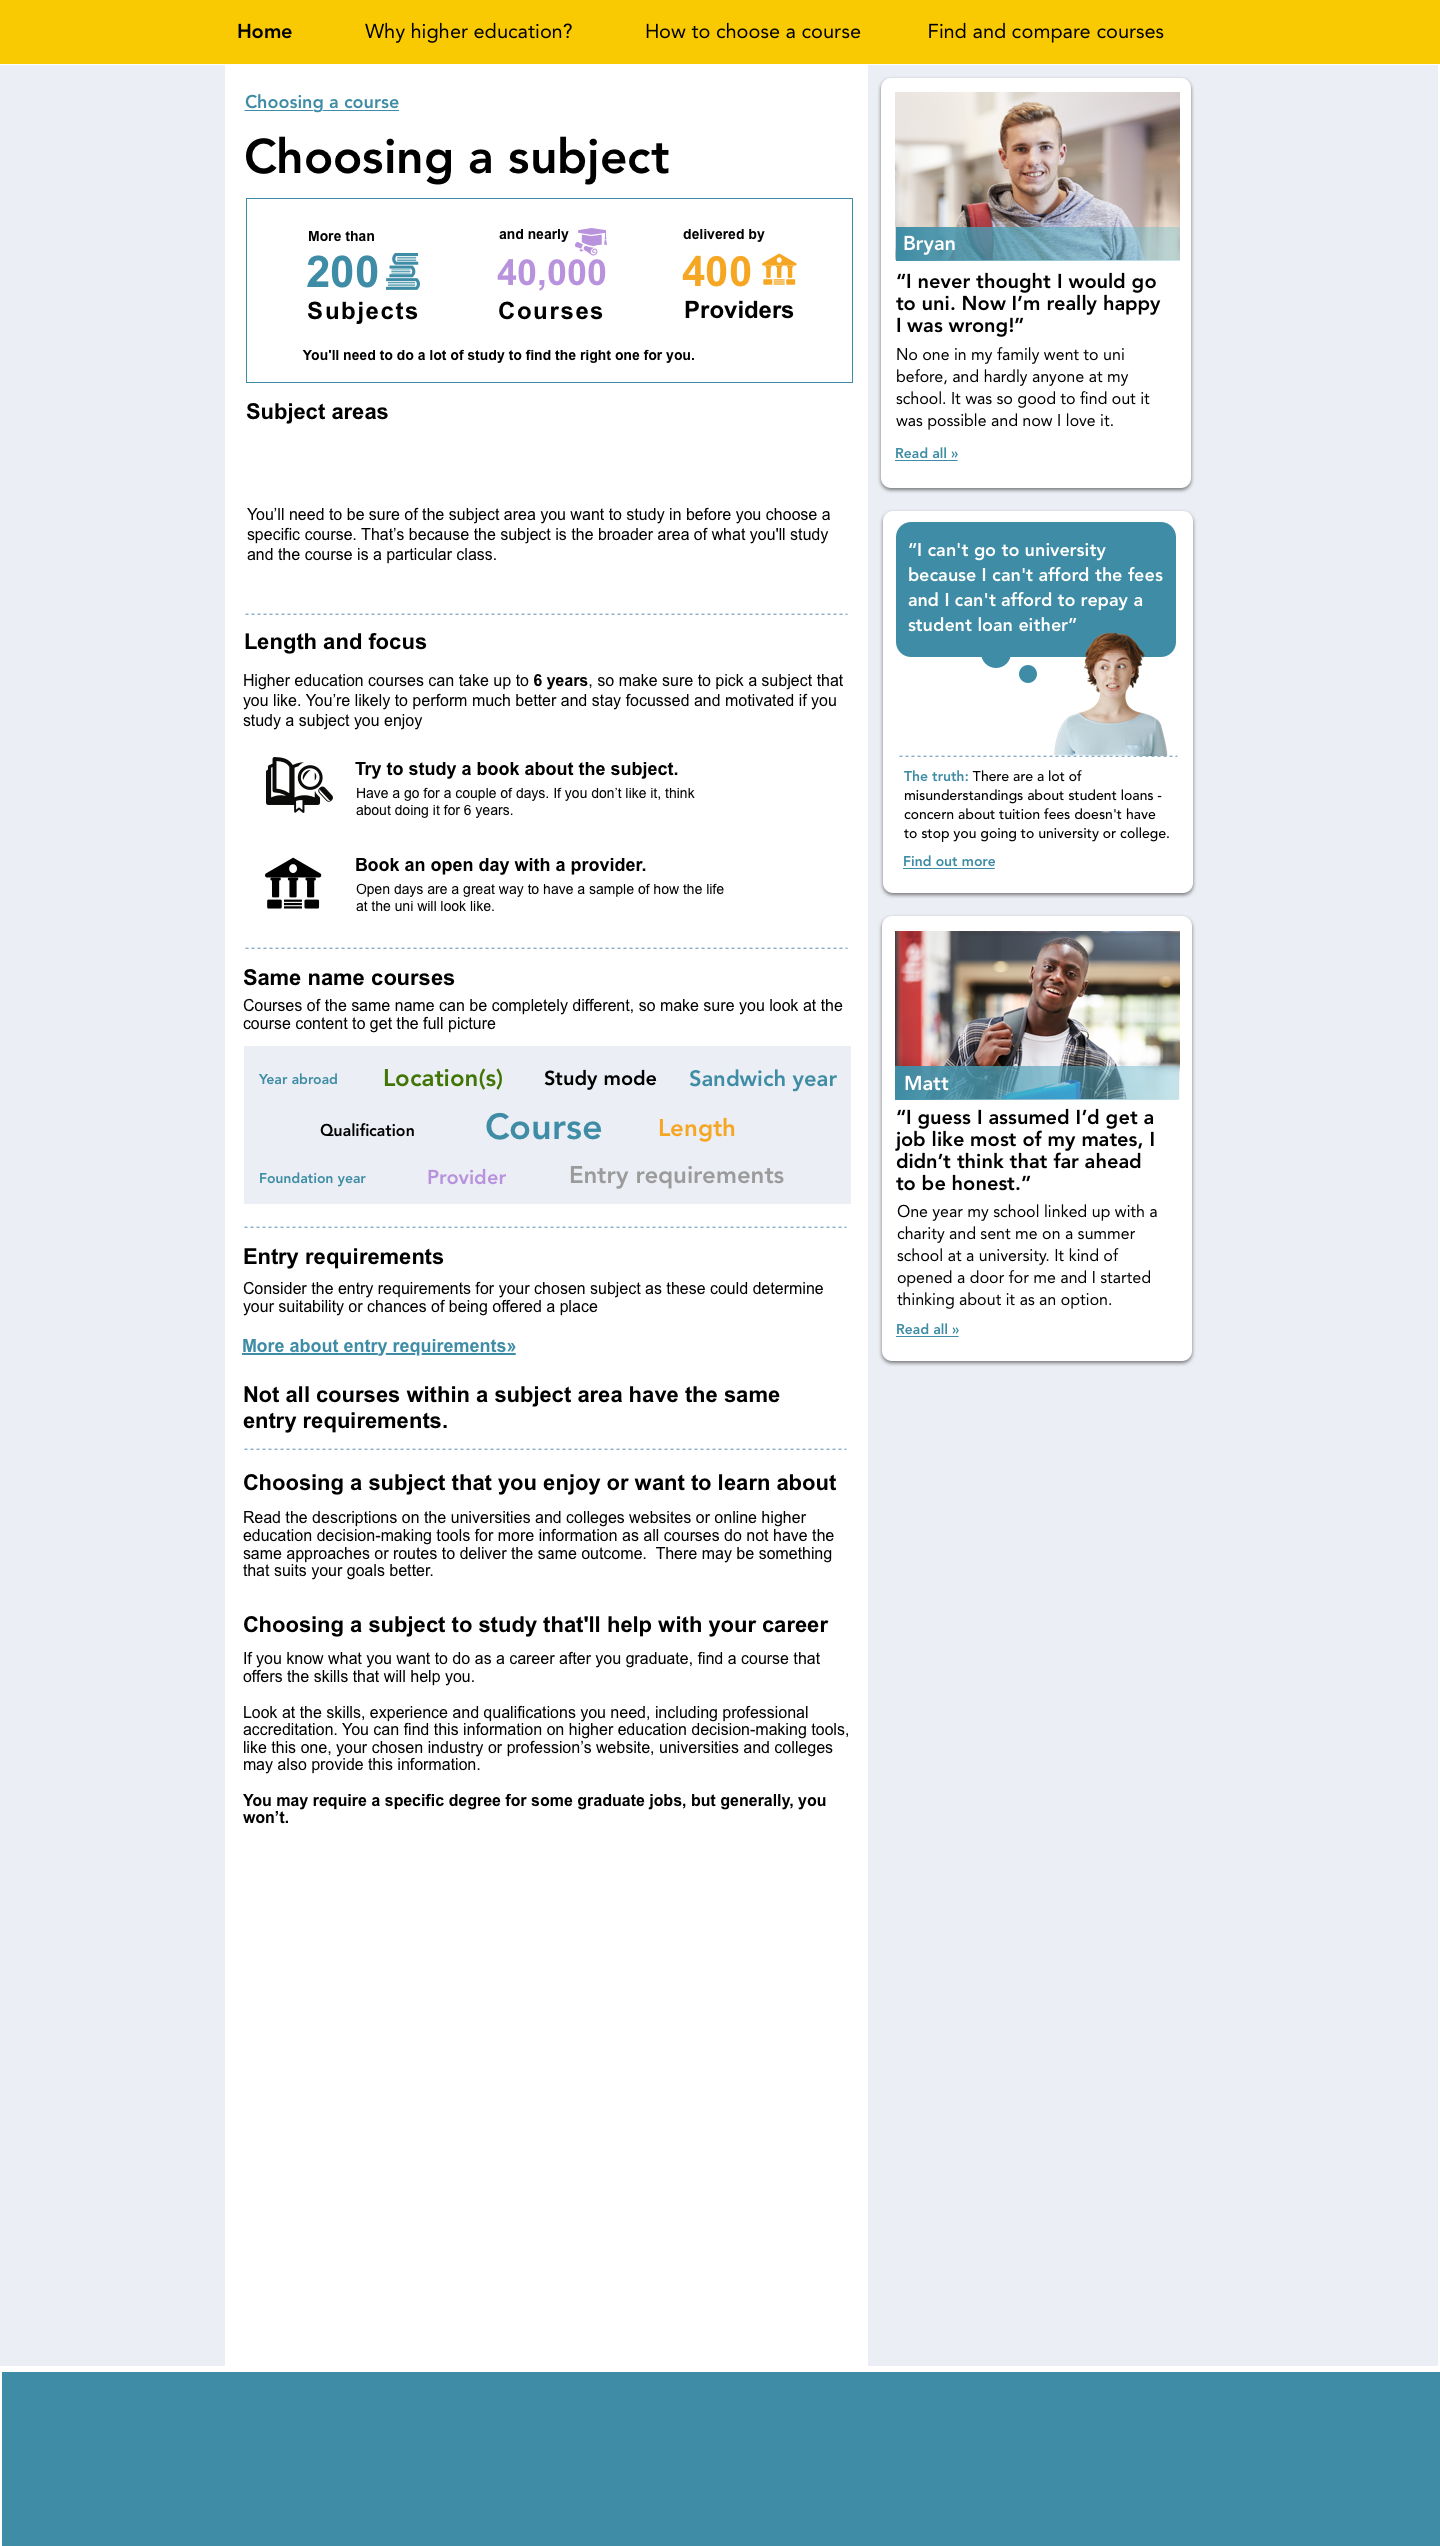 Home
Why higher education?
How to choose a course
Find and compare courses
Choosing a course
Choosing a subject
More than
200
Subjects
and nearly
40,000
Courses
delivered by
400
Providers
You'll need to do a lot of study to find the right one for you.
Subject areas
You’ll need to be sure of the subject area you want to study in before you choose a
specific course. That’s because the subject is the broader area of what you'll study
and the course is a particular class.
Length and focus
Higher education courses can take up to 6 years, so make sure to pick a subject that
you like. You’re likely to perform much better and stay focussed and motivated if you
study a subject you enjoy
Try to study a book about the subject.
Have a go for a couple of days. If you don’t like it, think
about doing it for 6 years.
Book an open day with a provider.
Open days are a great way to have a sample of how the life
at the uni will look like.
Same name courses
Courses of the same name can be completely different, so make sure you look at the
course content to get the full picture
Year abroad
Location(s)
Study mode
Sandwich year
Qualification
Course
Length
Foundation year
Provider
Entry requirements
Entry requirements
Consider the entry requirements for your chosen subject as these could determine
your suitability or chances of being offered a place
More about entry requirements»
Not all courses within a subject area have the same
entry requirements.
Choosing a subject that you enjoy or want to learn about
Read the descriptions on the universities and colleges websites or online higher
education decision-making tools for more information as all courses do not have the
same approaches or routes to deliver the same outcome.  There may be something
that suits your goals better.
Choosing a subject to study that'll help with your career
If you know what you want to do as a career after you graduate, find a course that
offers the skills that will help you.
Look at the skills, experience and qualifications you need, including professional
accreditation. You can find this information on higher education decision-making tools,
like this one, your chosen industry or profession’s website, universities and colleges
may also provide this information.
You may require a specific degree for some graduate jobs, but generally, you
won’t.
Bryan
“I never thought I would go
to uni. Now I’m really happy
I was wrong!”
No one in my family went to uni
before, and hardly anyone at my
school. It was so good to find out it
was possible and now I love it.
Read all »
“I can't go to university
because I can't afford the fees
and I can't afford to repay a
student loan either”
The truth: There are a lot of
misunderstandings about student loans -
concern about tuition fees doesn't have
to stop you going to university or college.
Find out more
Matt
“I guess I assumed I’d get a
job like most of my mates, I
didn’t think that far ahead
to be honest.”
One year my school linked up with a
charity and sent me on a summer
school at a university. It kind of
opened a door for me and I started
thinking about it as an option.
Read all »